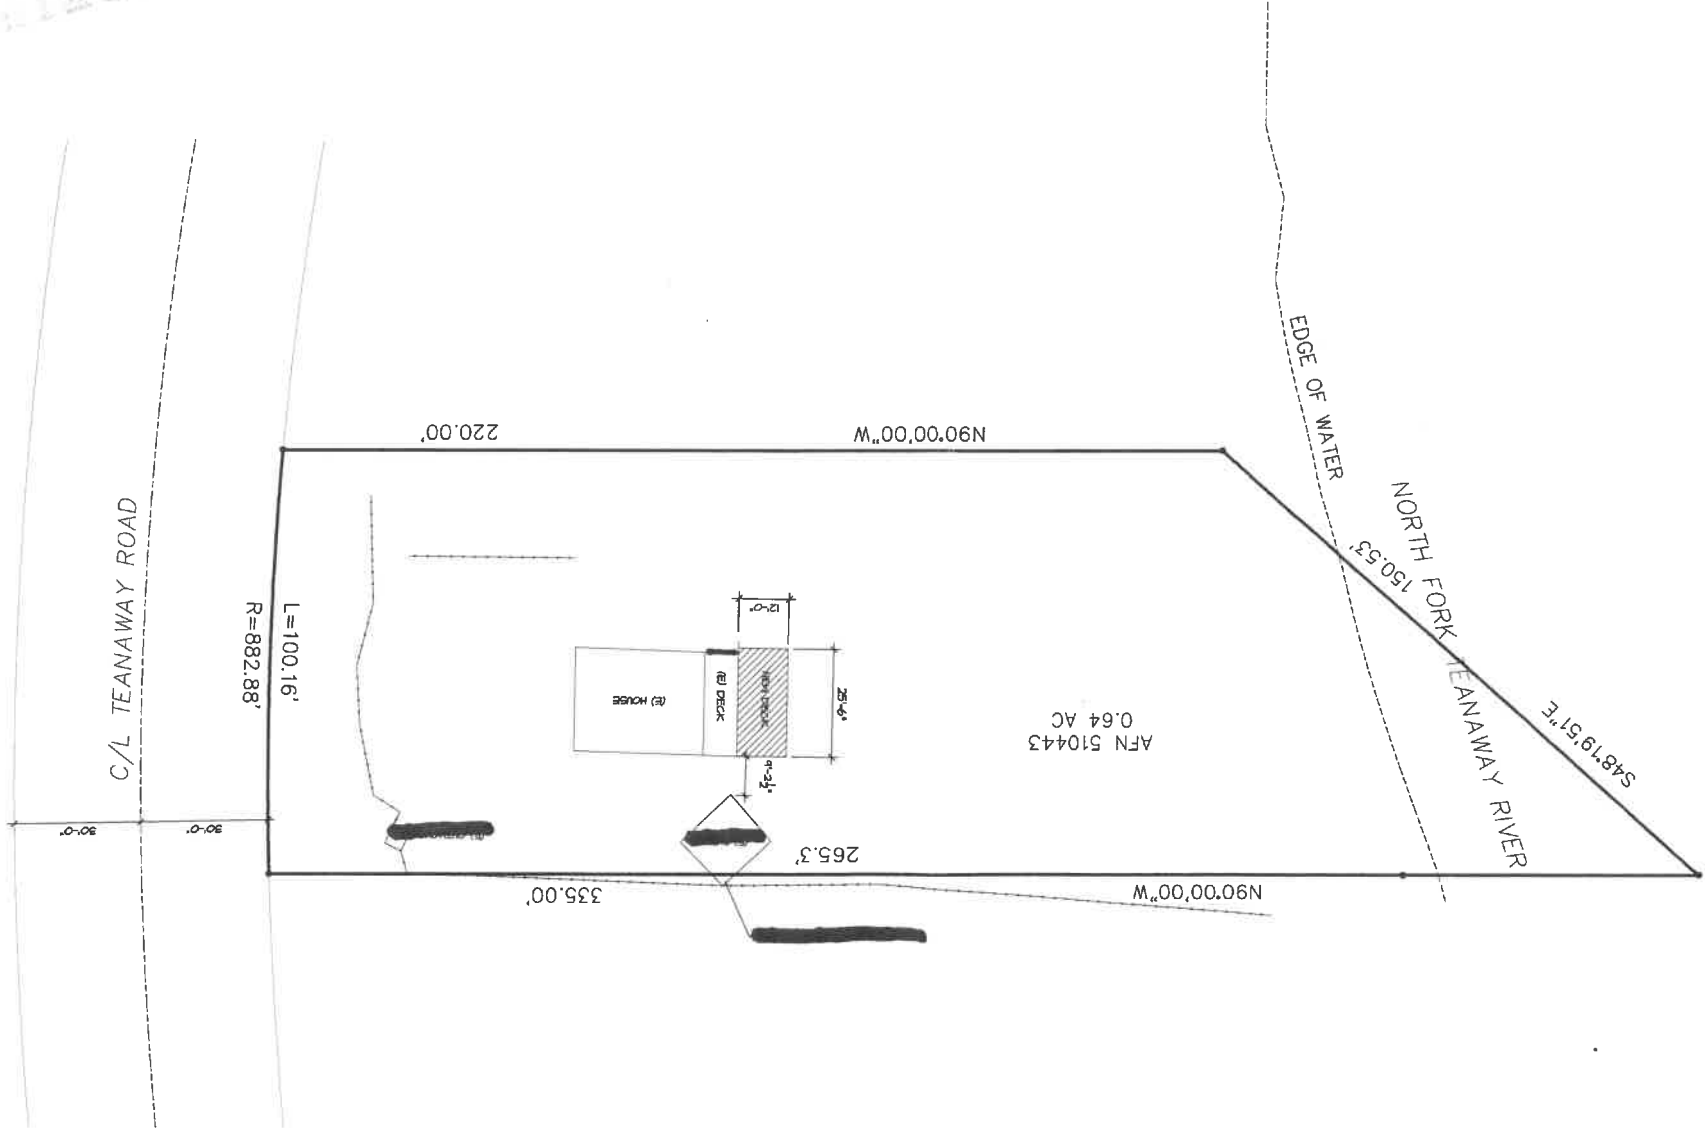 C/L TEANAWAY ROAD
30'-0"
30'-0"
L=100.16'
R=882.88'
220.00'
N90°00'00"W
EDGE OF WATER
NORTH FORK TEANAWAY RIVER
150.53'
S48°19'51"E
12'-0"
25'-6"
(E) HOUSE
(E) DECK
NEW DECK
9'-2½"
AFN 510443
0.64 AC
265.3'
335.00'
N90°00'00"W